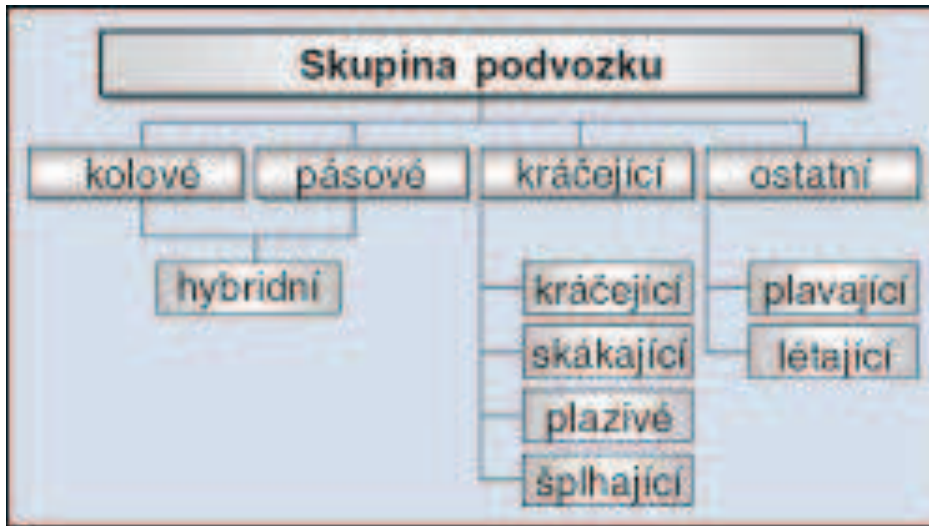 Skupina podvozku
kolové
pásové
kráčející
ostatní
hybridní
kráčející
skákající
plazivé
šplhající
plavající
létající